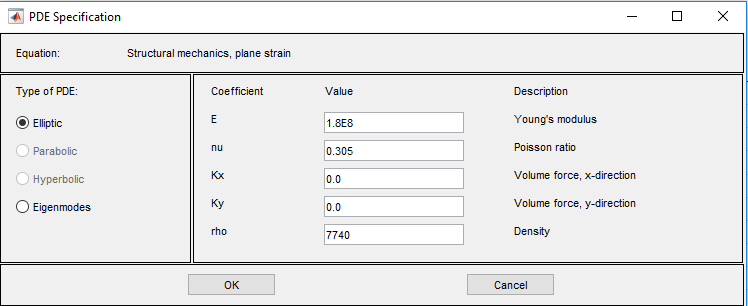 PDE Specification
Equation: Structural mechanics, plane strain
Type of PDE:
Elliptic
Parabolic
Hyperbolic
Eigenmodes
Coefficient Value Description
E 1.8E8 Young's modulus
nu 0.305 Poisson ratio
Kx 0.0 Volume force, x-direction
Ky 0.0 Volume force, y-direction
rho 7740 Density
OK Cancel